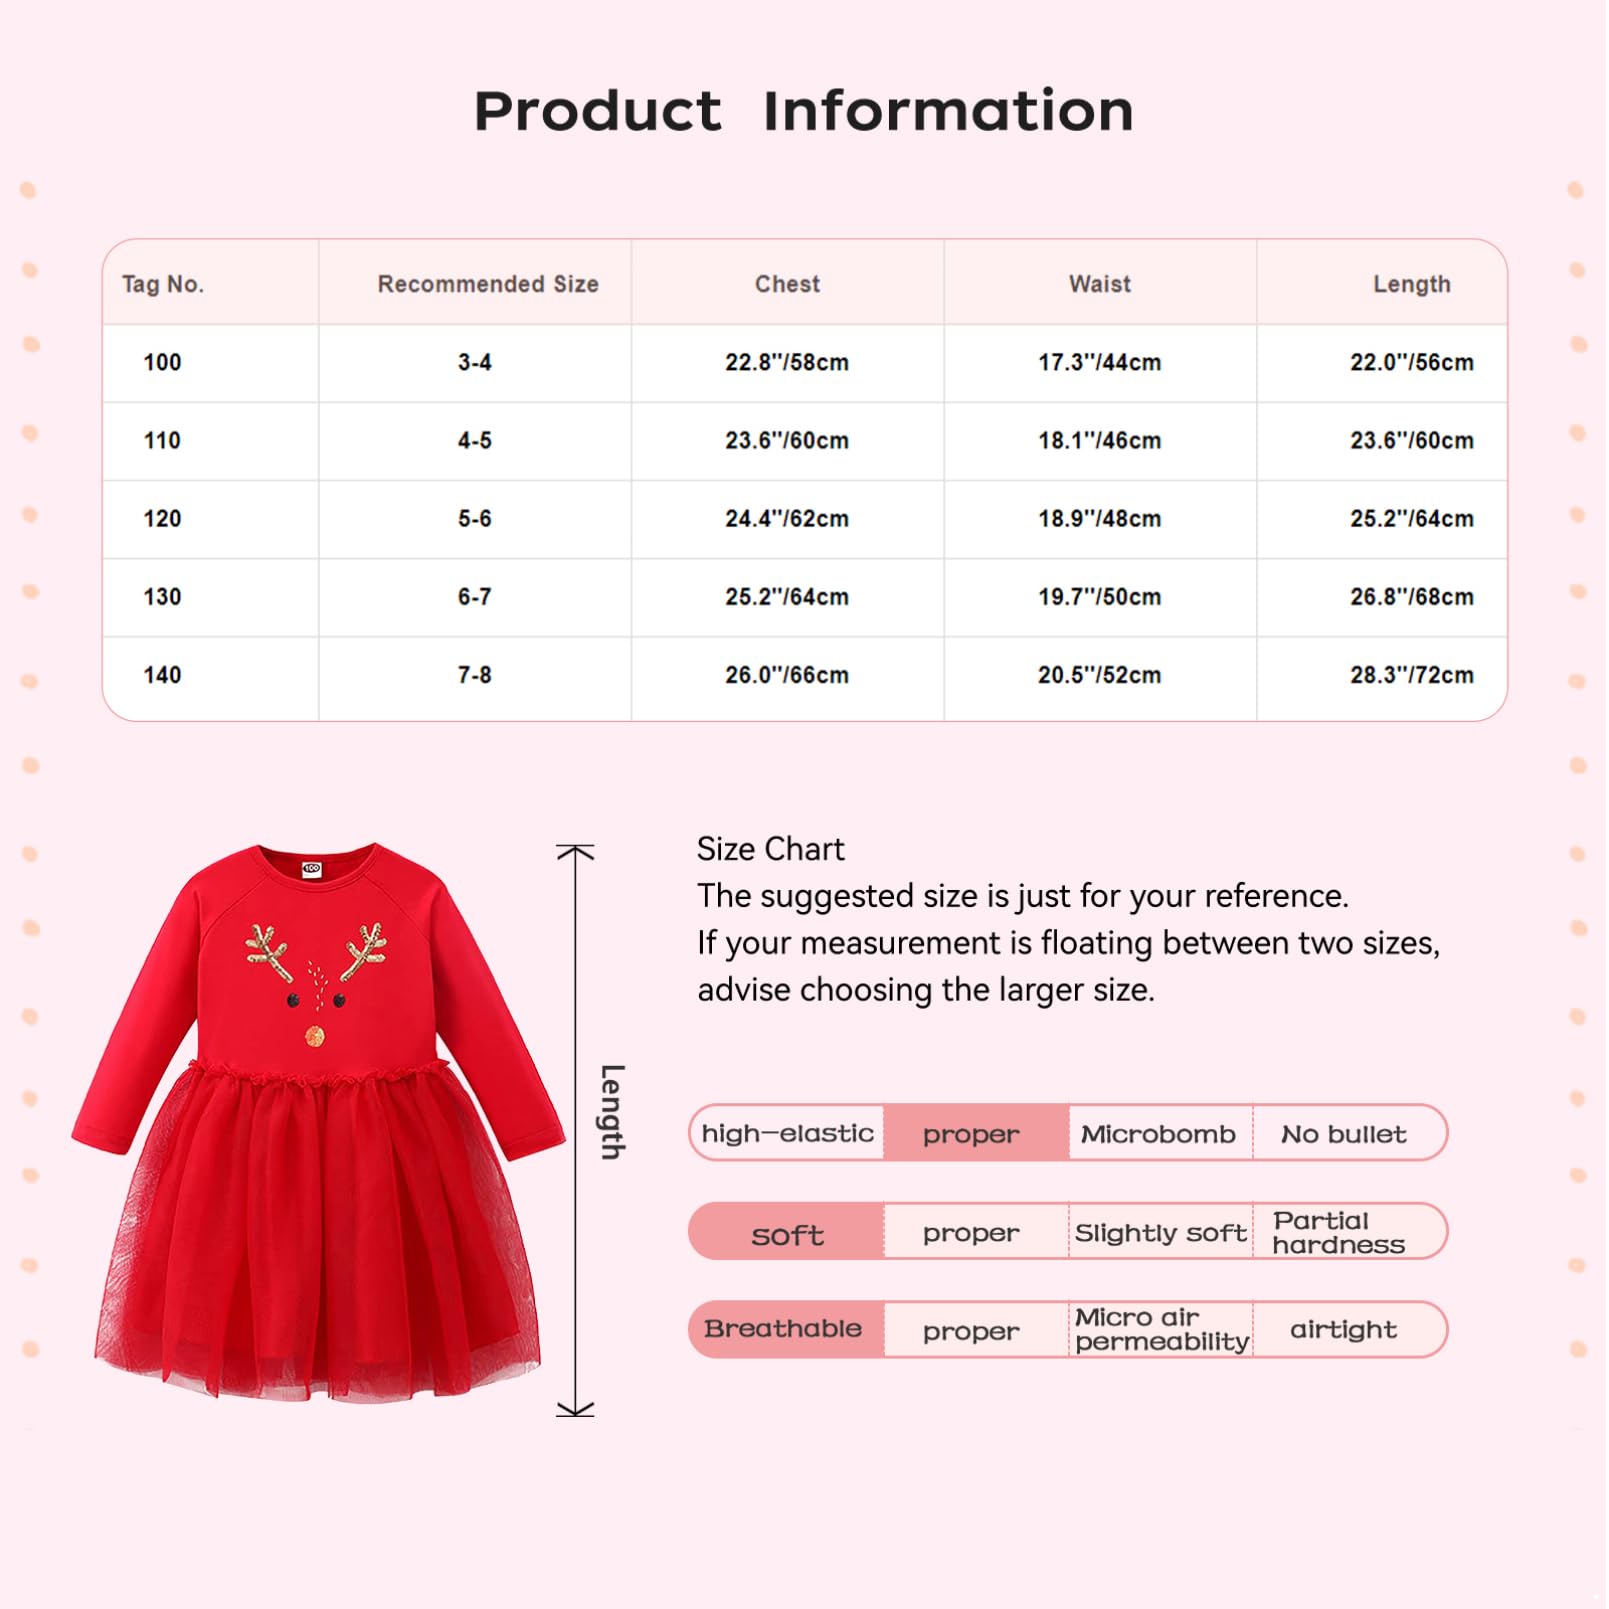 Product Information
Tag No. Recommended Size Chest Waist Length
100 3-4 22.8"/58cm 17.3"/44cm 22.0"/56cm
110 4-5 23.6"/60cm 18.1"/46cm 23.6"/60cm
120 5-6 24.4"/62cm 18.9"/48cm 25.2"/64cm
130 6-7 25.2"/64cm 19.7"/50cm 26.8"/68cm
140 7-8 26.0"/66cm 20.5"/52cm 28.3"/72cm
100
Length
Size Chart
The suggested size is just for your reference.
If your measurement is floating between two sizes,
advise choosing the larger size.
high-elastic proper Microbomb No bullet
soft proper Slightly soft Partial hardness
Breathable proper Micro air permeability airtight